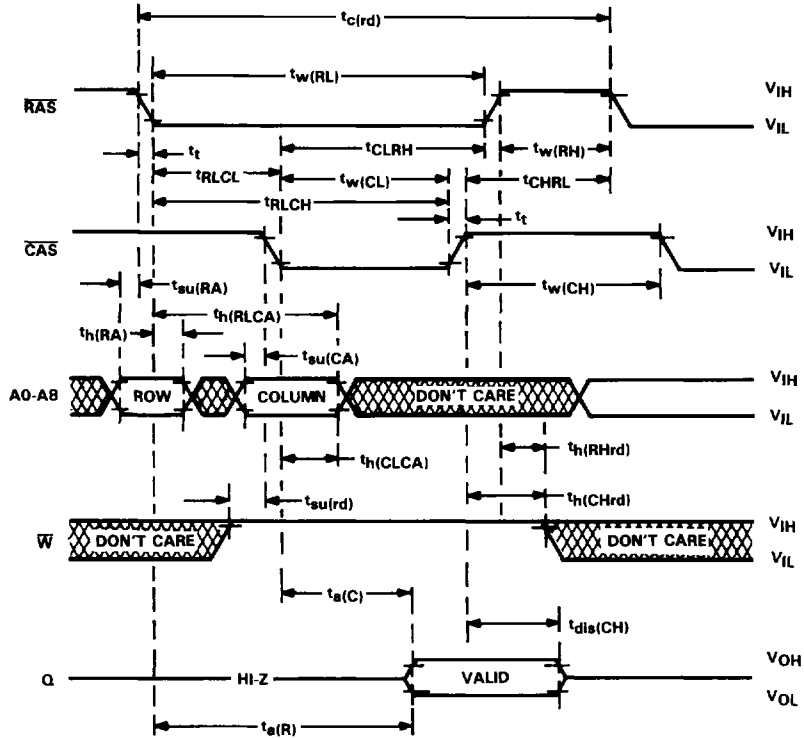 tc(rd)
tw(RL)
RAS
VIH
VIL
tCLRH
tw(RH)
tt
tRLCL
tw(CL)
tCHRL
tRLCH
tt
CAS
VIH
VIL
tsu(RA)
tw(CH)
th(RLCA)
th(RA)
tsu(CA)
A0-A8
ROW
COLUMN
DON'T CARE
VIH
VIL
th(CLCA)
th(RHrd)
tsu(rd)
th(CHrd)
W
DON'T CARE
DON'T CARE
VIH
VIL
ta(C)
tdis(CH)
Q
HI-Z
VALID
VOH
VOL
ta(R)